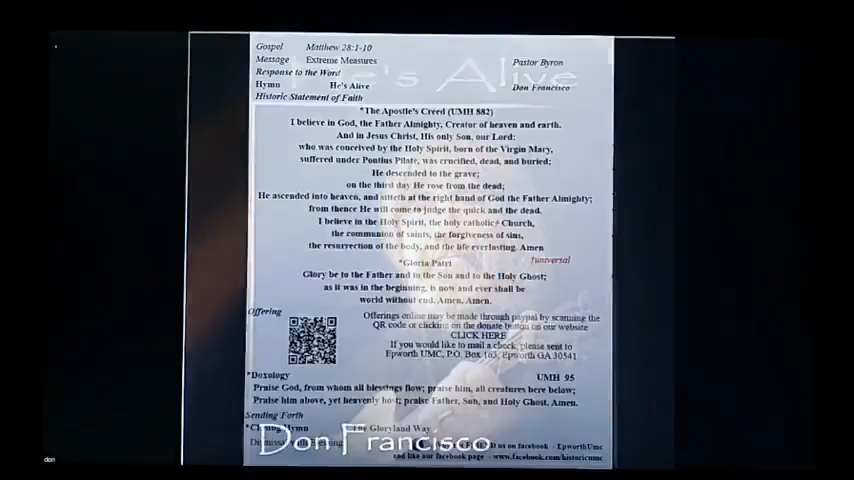 Gospel Matthew 28:1-10
Message Extreme Measures Pastor Byron
Response to the Word
He's Alive
Hymn He's Alive Don Francisco
Historic Statement of Faith
*The Apostle's Creed (UMH 882)
I believe in God, the Father Almighty, Creator of heaven and earth.
And in Jesus Christ, His only Son, our Lord:
who was conceived by the Holy Spirit, born of the Virgin Mary,
suffered under Pontius Pilate, was crucified, dead, and buried;
He descended to the grave;
on the third day He rose from the dead;
He ascended into heaven, and sitteth at the right hand of God the Father Almighty;
from thence He will come to judge the quick and the dead.
I believe in the Holy Spirit, the holy catholic+ Church,
the communion of saints, the forgiveness of sins,
the resurrection of the body, and the life everlasting. Amen
*Gloria Patri +universal
Glory be to the Father and to the Son and to the Holy Ghost;
as it was in the beginning, is now and ever shall be
world without end. Amen, Amen.
Offering
Offerings online may be made through paypal by scanning the
QR code or clicking on the donate button on our website
CLICK HERE
If you would like to mail a check, please sent to
Epworth UMC, P.O. Box 163, Epworth GA 30541
*Doxology UMH 95
Praise God, from whom all blessings flow; praise him, all creatures here below;
Praise him above, yet heavenly host; praise Father, Son, and Holy Ghost, Amen.
Sending Forth
*Closing Hymn The Gloryland Way
Don Francisco
us on facebook - EpworthUmc
and like our facebook page - www.facebook.com/historicumc
don